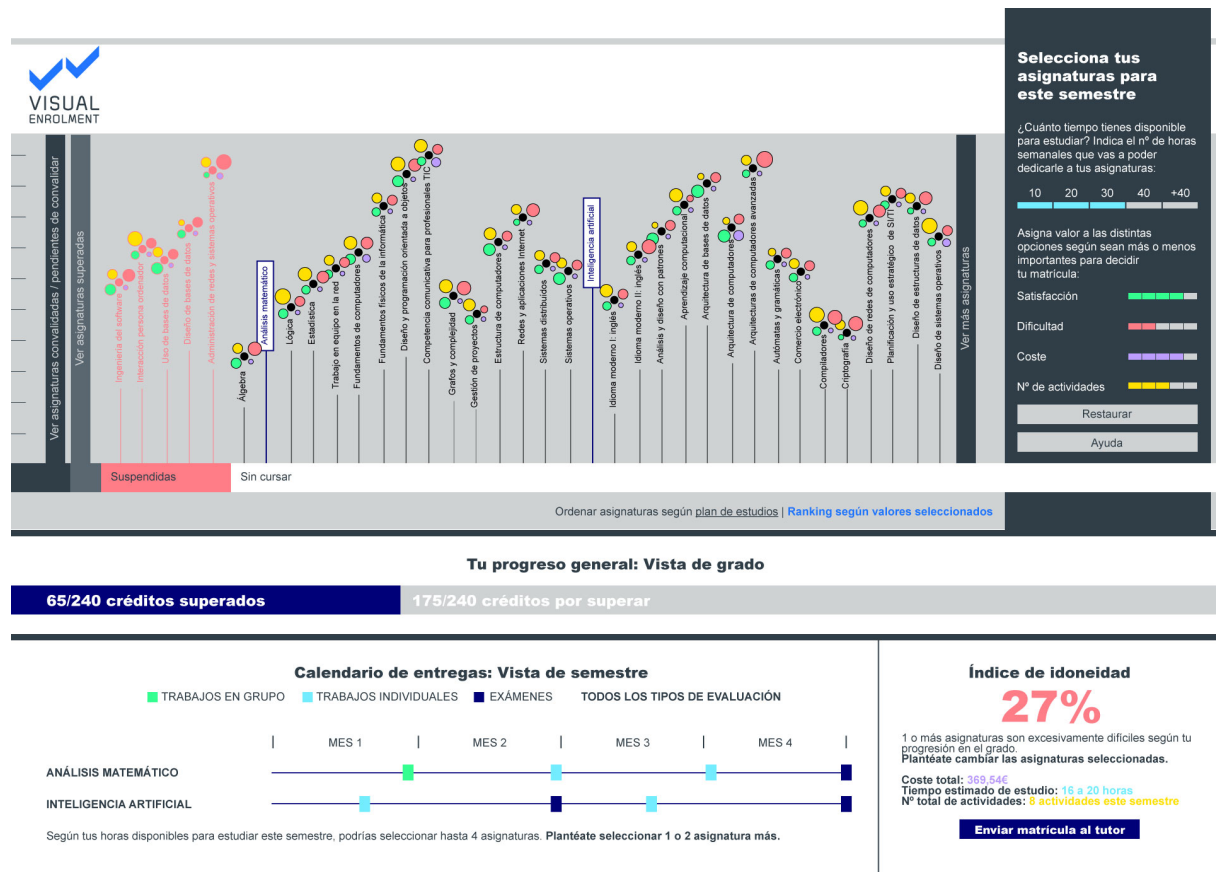 VISUAL
ENROLMENT
Ver asignaturas convalidadas / pendientes de convalidar
Ver asignaturas superadas
Ingeniería del software
Interacción persona ordenador
Uso de bases de datos
Diseño de bases de datos
Administración de redes y sistemas operativos
Álgebra
Análisis matemático
Lógica
Estadística
Trabajo en equipo en la red
Fundamentos de computadores
Fundamentos físicos de la informática
Diseño y programación orientada a objetos
Competencia comunicativa para profesionales TIC
Grafos y complejidad
Gestión de proyectos
Estructura de computadores
Redes y aplicaciones Internet
Sistemas distribuidos
Sistemas operativos
Inteligencia artificial
Idioma moderno I: inglés
Idioma moderno II: inglés
Análisis y diseño con patrones
Aprendizaje computacional
Arquitectura de bases de datos
Arquitectura de computadores
Arquitecturas de computadores avanzadas
Autómatas y gramáticas
Comercio electrónico
Compiladores
Criptografía
Diseño de redes de computadores
Planificación y uso estratégico de SI/TI
Diseño de estructuras de datos
Diseño de sistemas operativos
Ver más asignaturas
Suspendidas
Sin cursar
Ordenar asignaturas según plan de estudios | Ranking según valores seleccionados
Selecciona tus
asignaturas para
este semestre
¿Cuánto tiempo tienes disponible
para estudiar? Indica el nº de horas
semanales que vas a poder
dedicarle a tus asignaturas:
10 20 30 40 +40
Asigna valor a las distintas
opciones según sean más o menos
importantes para decidir
tu matrícula:
Satisfacción
Dificultad
Coste
Nº de actividades
Restaurar
Ayuda
Tu progreso general: Vista de grado
65/240 créditos superados
175/240 créditos por superar
Calendario de entregas: Vista de semestre
TRABAJOS EN GRUPO TRABAJOS INDIVIDUALES EXÁMENES TODOS LOS TIPOS DE EVALUACIÓN
MES 1 MES 2 MES 3 MES 4
ANÁLISIS MATEMÁTICO
INTELIGENCIA ARTIFICIAL
Según tus horas disponibles para estudiar este semestre, podrías seleccionar hasta 4 asignaturas. Plantéate seleccionar 1 o 2 asignatura más.
Índice de idoneidad
27%
1 o más asignaturas son excesivamente difíciles según tu
progresión en el grado.
Plantéate cambiar las asignaturas seleccionadas.
Coste total: 369,54€
Tiempo estimado de estudio: 16 a 20 horas
Nº total de actividades: 8 actividades este semestre
Enviar matrícula al tutor